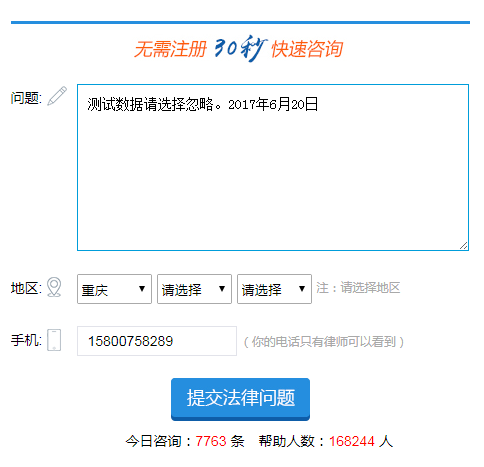 无需注册 30秒 快速咨询
问题: 测试数据请选择忽略。2017年6月20日
地区: 重庆 请选择 请选择 注：请选择地区
手机: 15800758289 （你的电话只有律师可以看到）
提交法律问题
今日咨询：7763 条 帮助人数：168244 人